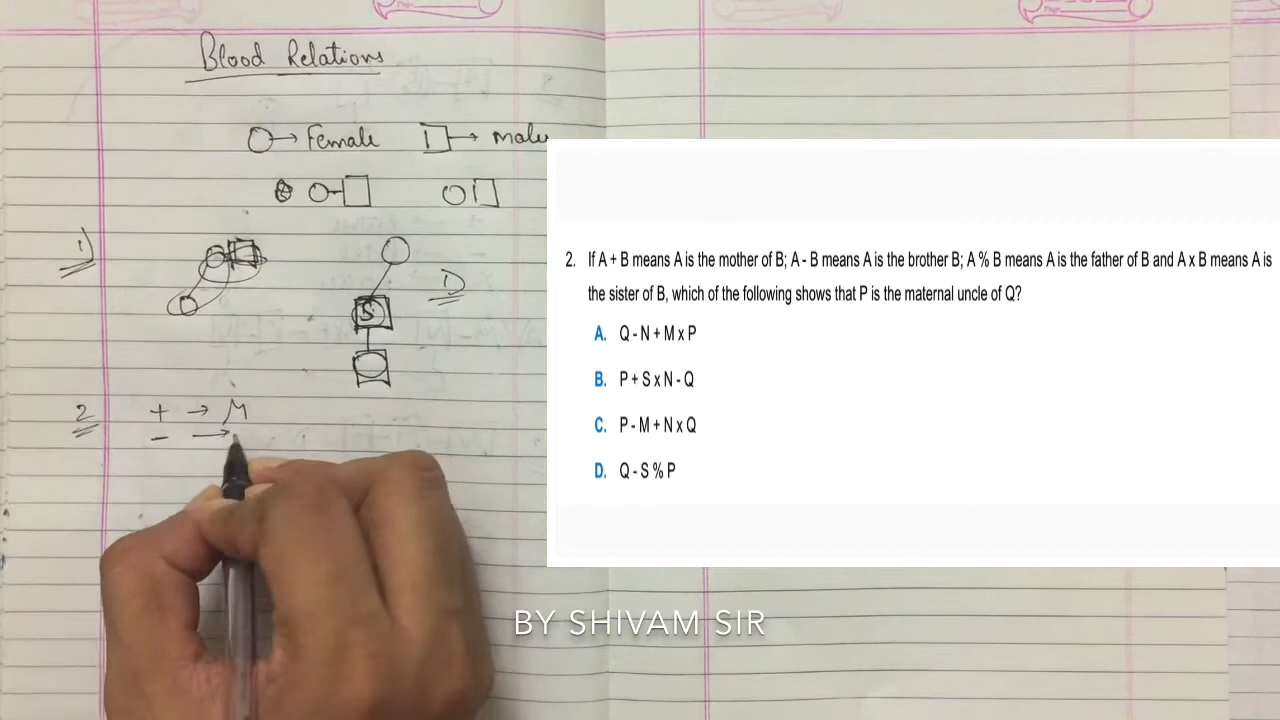 Blood Relations
○→ Female □→ male
1)
S
D
2 + → M
- →
2. If A + B means A is the mother of B; A - B means A is the brother B; A % B means A is the father of B and A x B means A is
the sister of B, which of the following shows that P is the maternal uncle of Q?
A. Q - N + M x P
B. P + S x N - Q
C. P - M + N x Q
D. Q - S % P
BY SHIVAM SIR